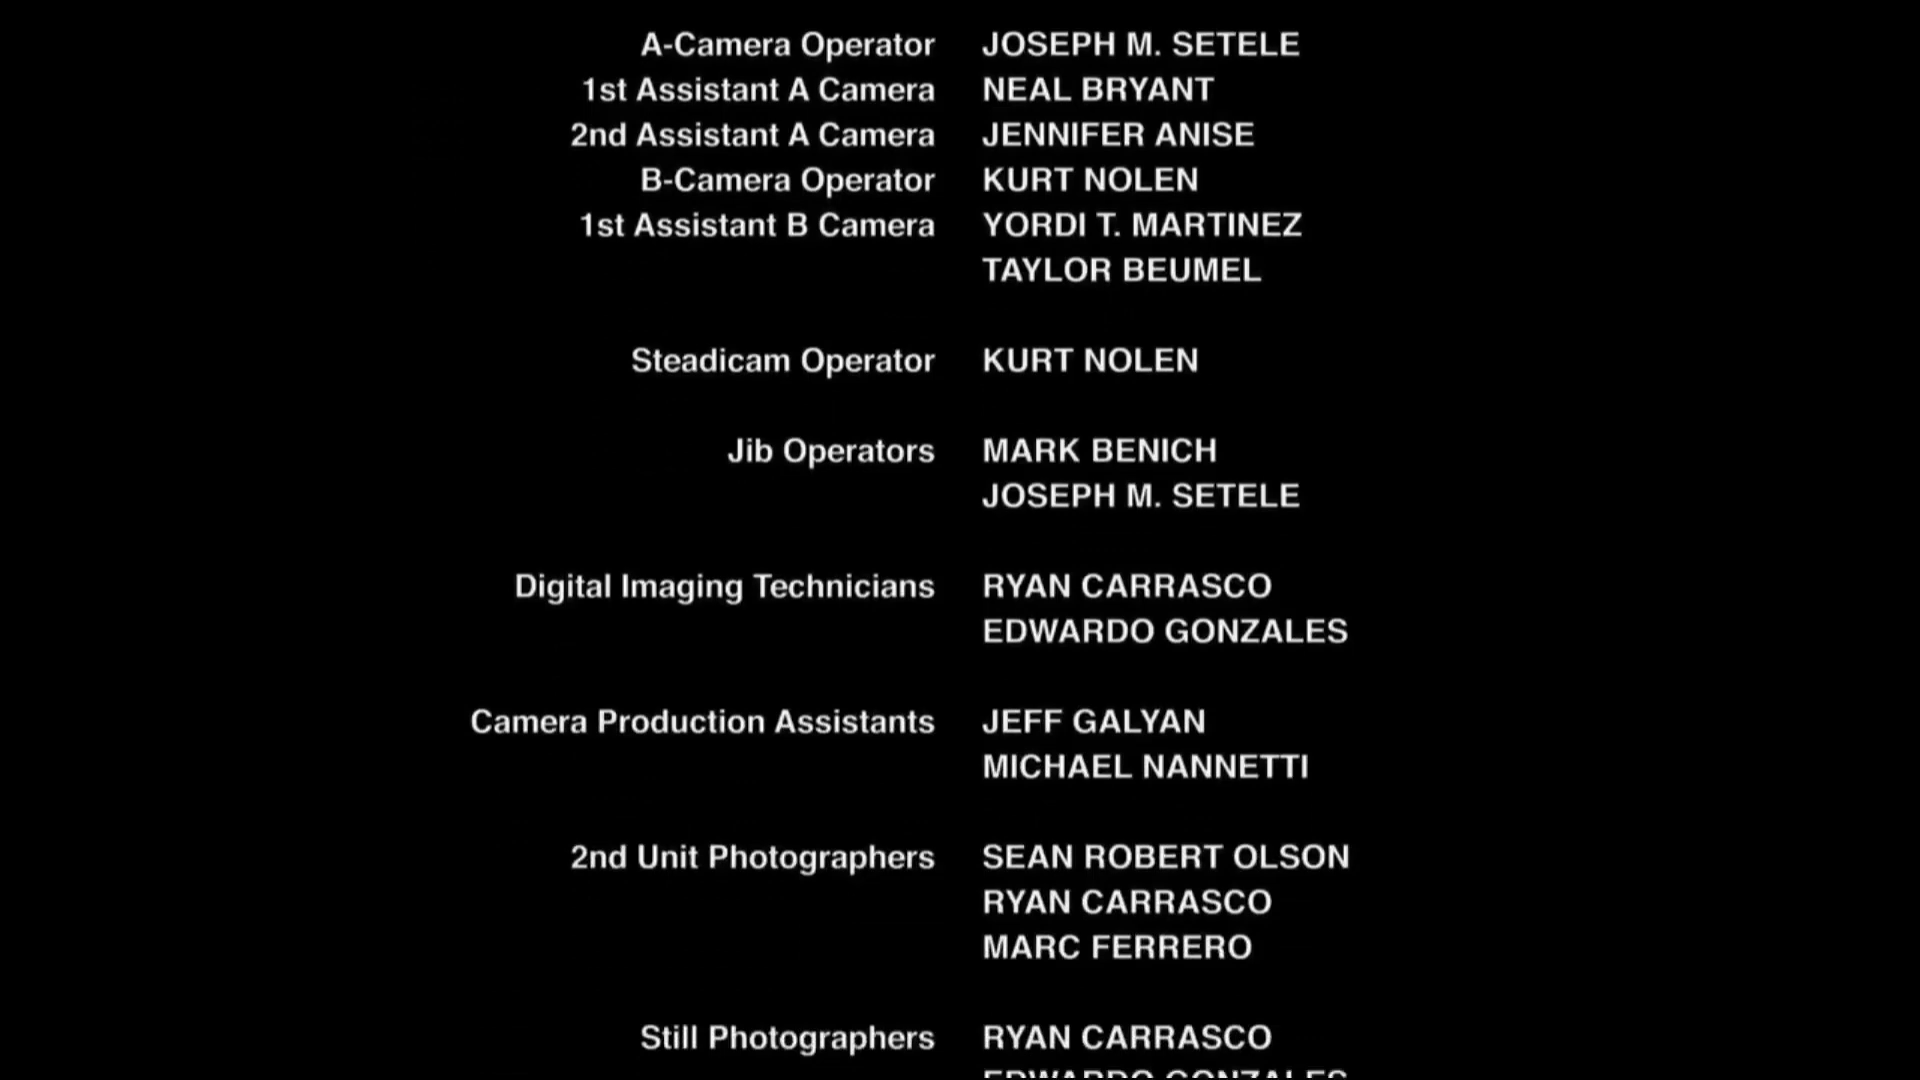 A-Camera Operator JOSEPH M. SETELE
1st Assistant A Camera NEAL BRYANT
2nd Assistant A Camera JENNIFER ANISE
B-Camera Operator KURT NOLEN
1st Assistant B Camera YORDI T. MARTINEZ
TAYLOR BEUMEL
Steadicam Operator KURT NOLEN
Jib Operators MARK BENICH
JOSEPH M. SETELE
Digital Imaging Technicians RYAN CARRASCO
EDWARDO GONZALES
Camera Production Assistants JEFF GALYAN
MICHAEL NANNETTI
2nd Unit Photographers SEAN ROBERT OLSON
RYAN CARRASCO
MARC FERRERO
Still Photographers RYAN CARRASCO
EDWARDO GONZALES